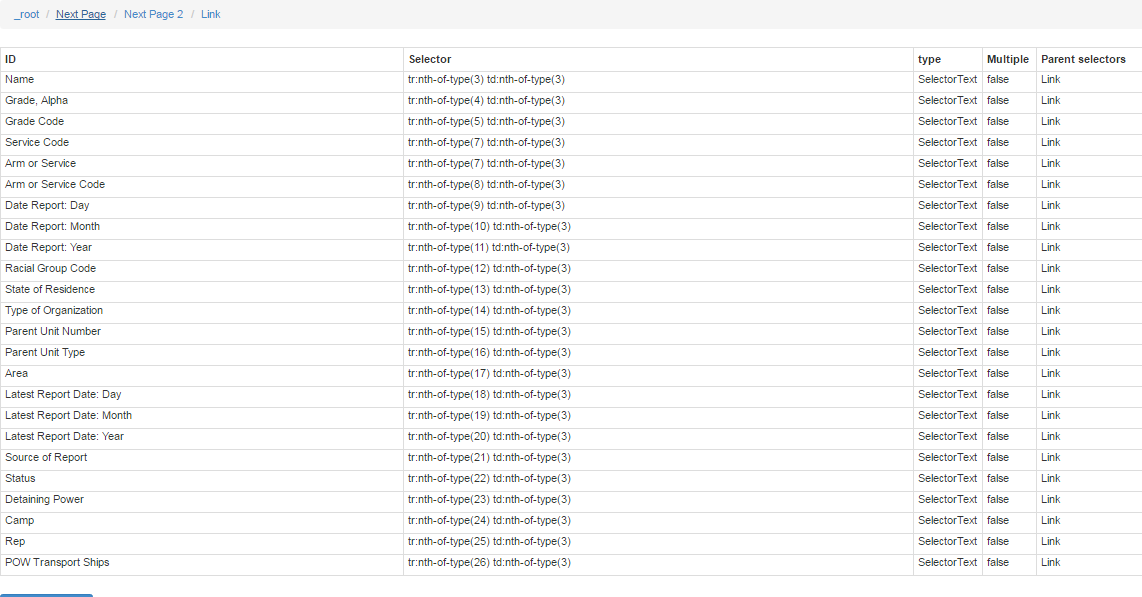 _root / Next Page / Next Page 2 / Link
ID Selector type Multiple Parent selectors
Name tr:nth-of-type(3) td:nth-of-type(3) SelectorText false Link
Grade, Alpha tr:nth-of-type(4) td:nth-of-type(3) SelectorText false Link
Grade Code tr:nth-of-type(5) td:nth-of-type(3) SelectorText false Link
Service Code tr:nth-of-type(7) td:nth-of-type(3) SelectorText false Link
Arm or Service tr:nth-of-type(7) td:nth-of-type(3) SelectorText false Link
Arm or Service Code tr:nth-of-type(8) td:nth-of-type(3) SelectorText false Link
Date Report: Day tr:nth-of-type(9) td:nth-of-type(3) SelectorText false Link
Date Report: Month tr:nth-of-type(10) td:nth-of-type(3) SelectorText false Link
Date Report: Year tr:nth-of-type(11) td:nth-of-type(3) SelectorText false Link
Racial Group Code tr:nth-of-type(12) td:nth-of-type(3) SelectorText false Link
State of Residence tr:nth-of-type(13) td:nth-of-type(3) SelectorText false Link
Type of Organization tr:nth-of-type(14) td:nth-of-type(3) SelectorText false Link
Parent Unit Number tr:nth-of-type(15) td:nth-of-type(3) SelectorText false Link
Parent Unit Type tr:nth-of-type(16) td:nth-of-type(3) SelectorText false Link
Area tr:nth-of-type(17) td:nth-of-type(3) SelectorText false Link
Latest Report Date: Day tr:nth-of-type(18) td:nth-of-type(3) SelectorText false Link
Latest Report Date: Month tr:nth-of-type(19) td:nth-of-type(3) SelectorText false Link
Latest Report Date: Year tr:nth-of-type(20) td:nth-of-type(3) SelectorText false Link
Source of Report tr:nth-of-type(21) td:nth-of-type(3) SelectorText false Link
Status tr:nth-of-type(22) td:nth-of-type(3) SelectorText false Link
Detaining Power tr:nth-of-type(23) td:nth-of-type(3) SelectorText false Link
Camp tr:nth-of-type(24) td:nth-of-type(3) SelectorText false Link
Rep tr:nth-of-type(25) td:nth-of-type(3) SelectorText false Link
POW Transport Ships tr:nth-of-type(26) td:nth-of-type(3) SelectorText false Link